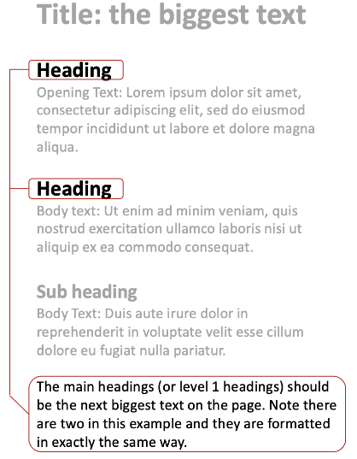 Title: the biggest text
Heading
Opening Text: Lorem ipsum dolor sit amet,
consectetur adipiscing elit, sed do eiusmod
tempor incididunt ut labore et dolore magna
aliqua.
Heading
Body text: Ut enim ad minim veniam, quis
nostrud exercitation ullamco laboris nisi ut
aliquip ex ea commodo consequat.
Sub heading
Body Text: Duis aute irure dolor in
reprehenderit in voluptate velit esse cillum
dolore eu fugiat nulla pariatur.
The main headings (or level 1 headings) should
be the next biggest text on the page. Note there
are two in this example and they are formatted
in exactly the same way.